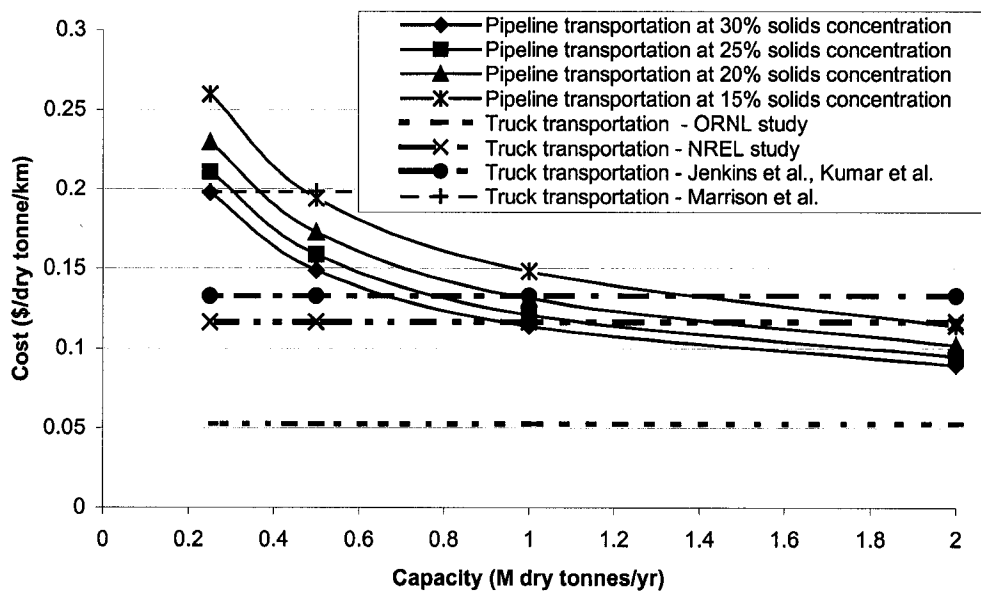 0.3
0.25
0.2
0.15
0.1
0.05
0
Cost ($/dry tonne/km)
Pipeline transportation at 30% solids concentration
Pipeline transportation at 25% solids concentration
Pipeline transportation at 20% solids concentration
Pipeline transportation at 15% solids concentration
Truck transportation - ORNL study
Truck transportation - NREL study
Truck transportation - Jenkins et al., Kumar et al.
Truck transportation - Marrison et al.
0 0.2 0.4 0.6 0.8 1 1.2 1.4 1.6 1.8 2
Capacity (M dry tonnes/yr)